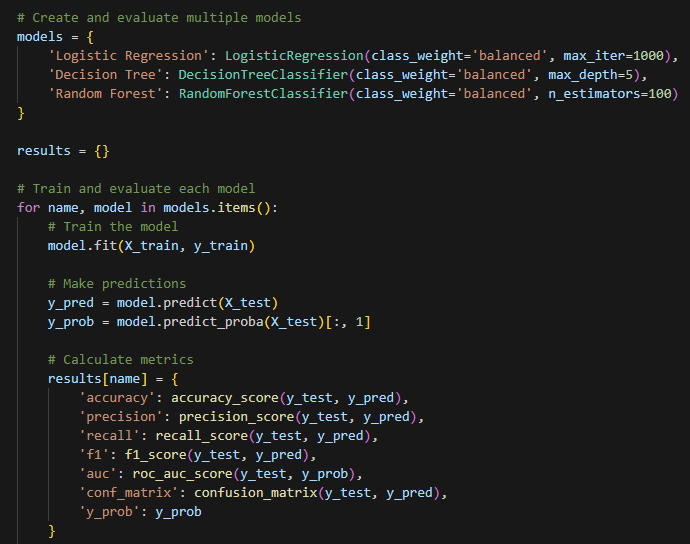 # Create and evaluate multiple models
models = {
    'Logistic Regression': LogisticRegression(class_weight='balanced', max_iter=1000),
    'Decision Tree': DecisionTreeClassifier(class_weight='balanced', max_depth=5),
    'Random Forest': RandomForestClassifier(class_weight='balanced', n_estimators=100)
}

results = {}

# Train and evaluate each model
for name, model in models.items():
    # Train the model
    model.fit(X_train, y_train)

    # Make predictions
    y_pred = model.predict(X_test)
    y_prob = model.predict_proba(X_test)[:, 1]

    # Calculate metrics
    results[name] = {
        'accuracy': accuracy_score(y_test, y_pred),
        'precision': precision_score(y_test, y_pred),
        'recall': recall_score(y_test, y_pred),
        'f1': f1_score(y_test, y_pred),
        'auc': roc_auc_score(y_test, y_prob),
        'conf_matrix': confusion_matrix(y_test, y_pred),
        'y_prob': y_prob
    }